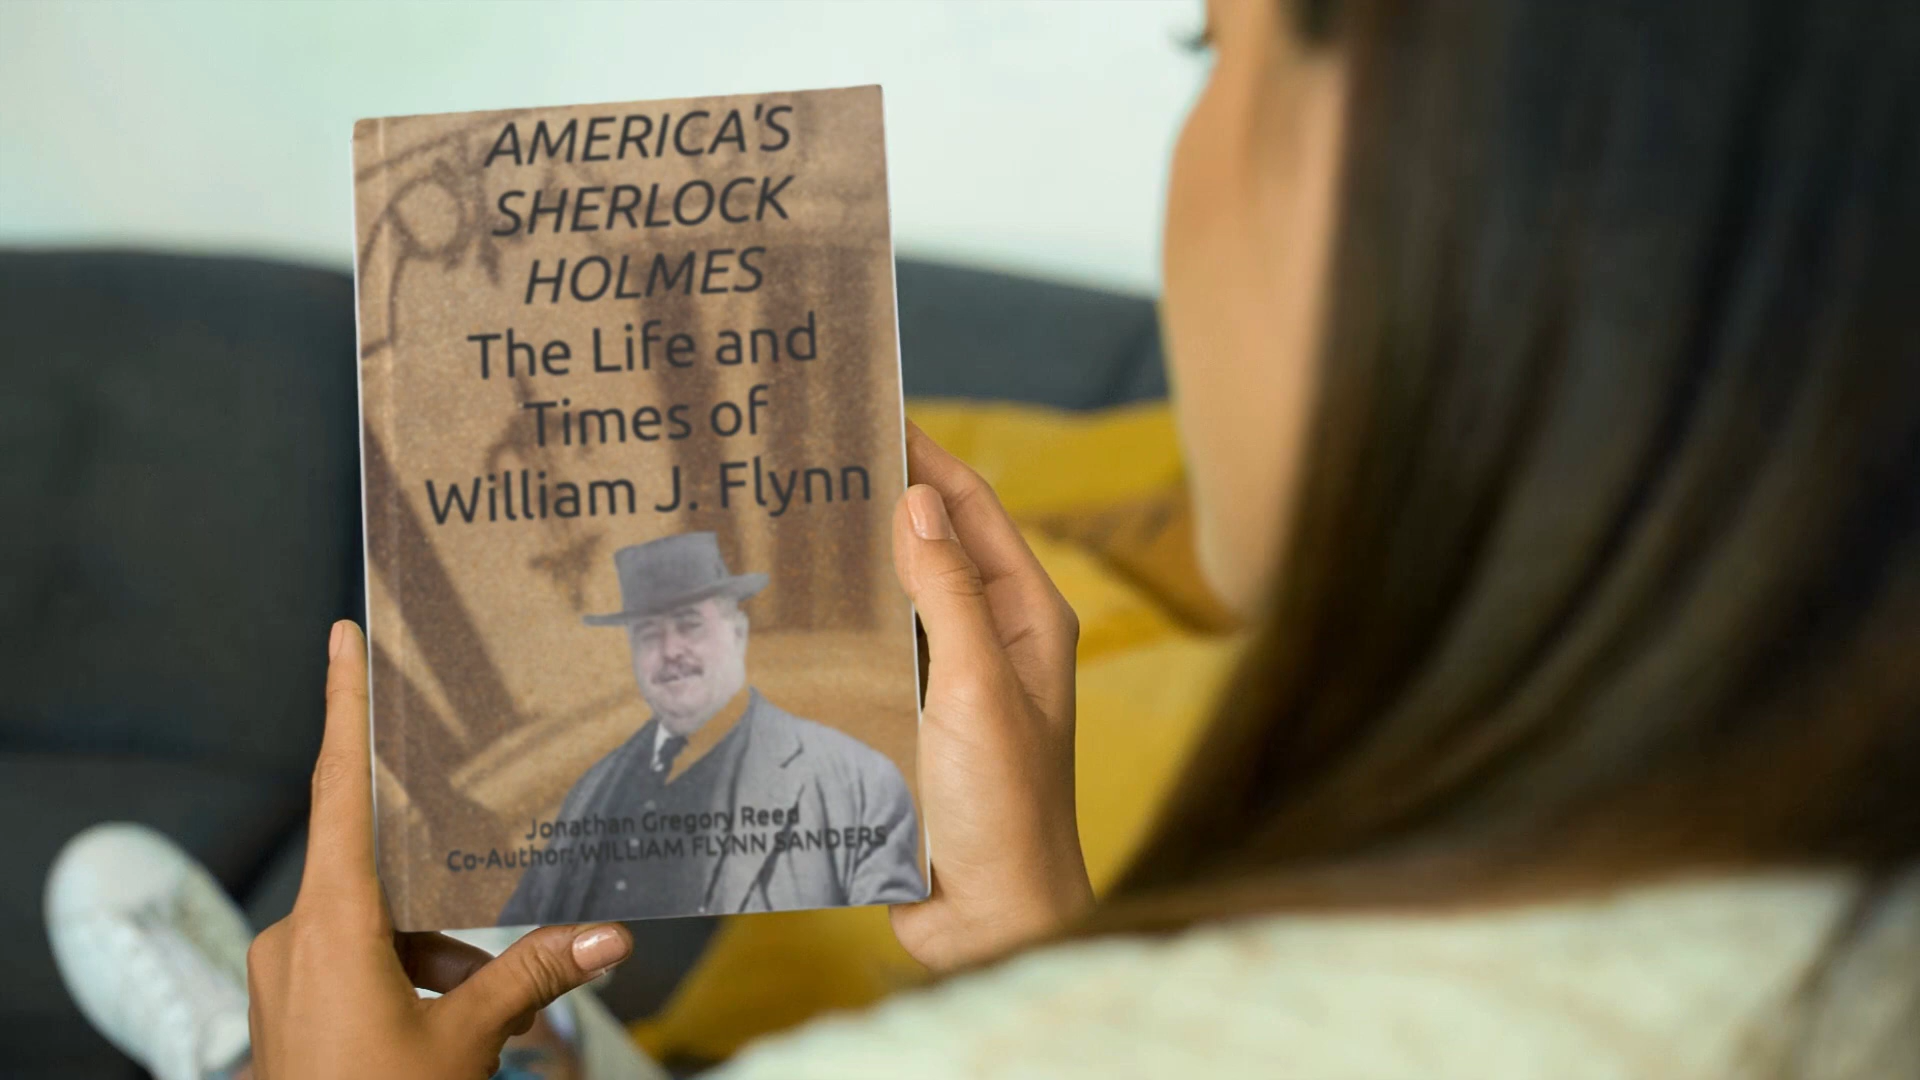 AMERICA'S
SHERLOCK
HOLMES
The Life and
Times of
William J. Flynn
Jonathan Gregory Reed
Co-Author: WILLIAM FLYNN SANDERS